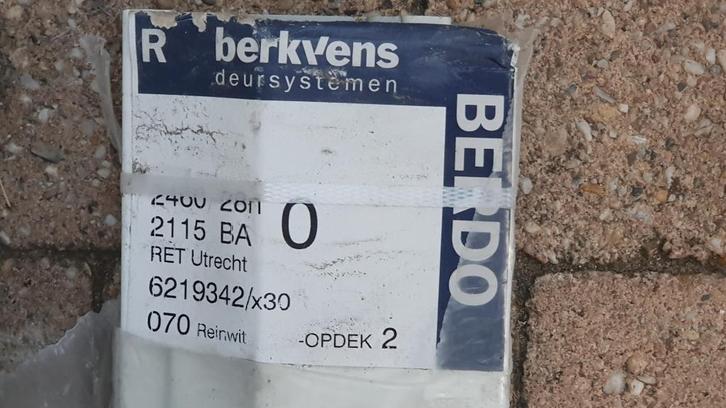 R berkvens
deursystemen
BERDO
2115 BA 0
RET Utrecht
6219342/x30
070 Reinwit -OPDEK 2